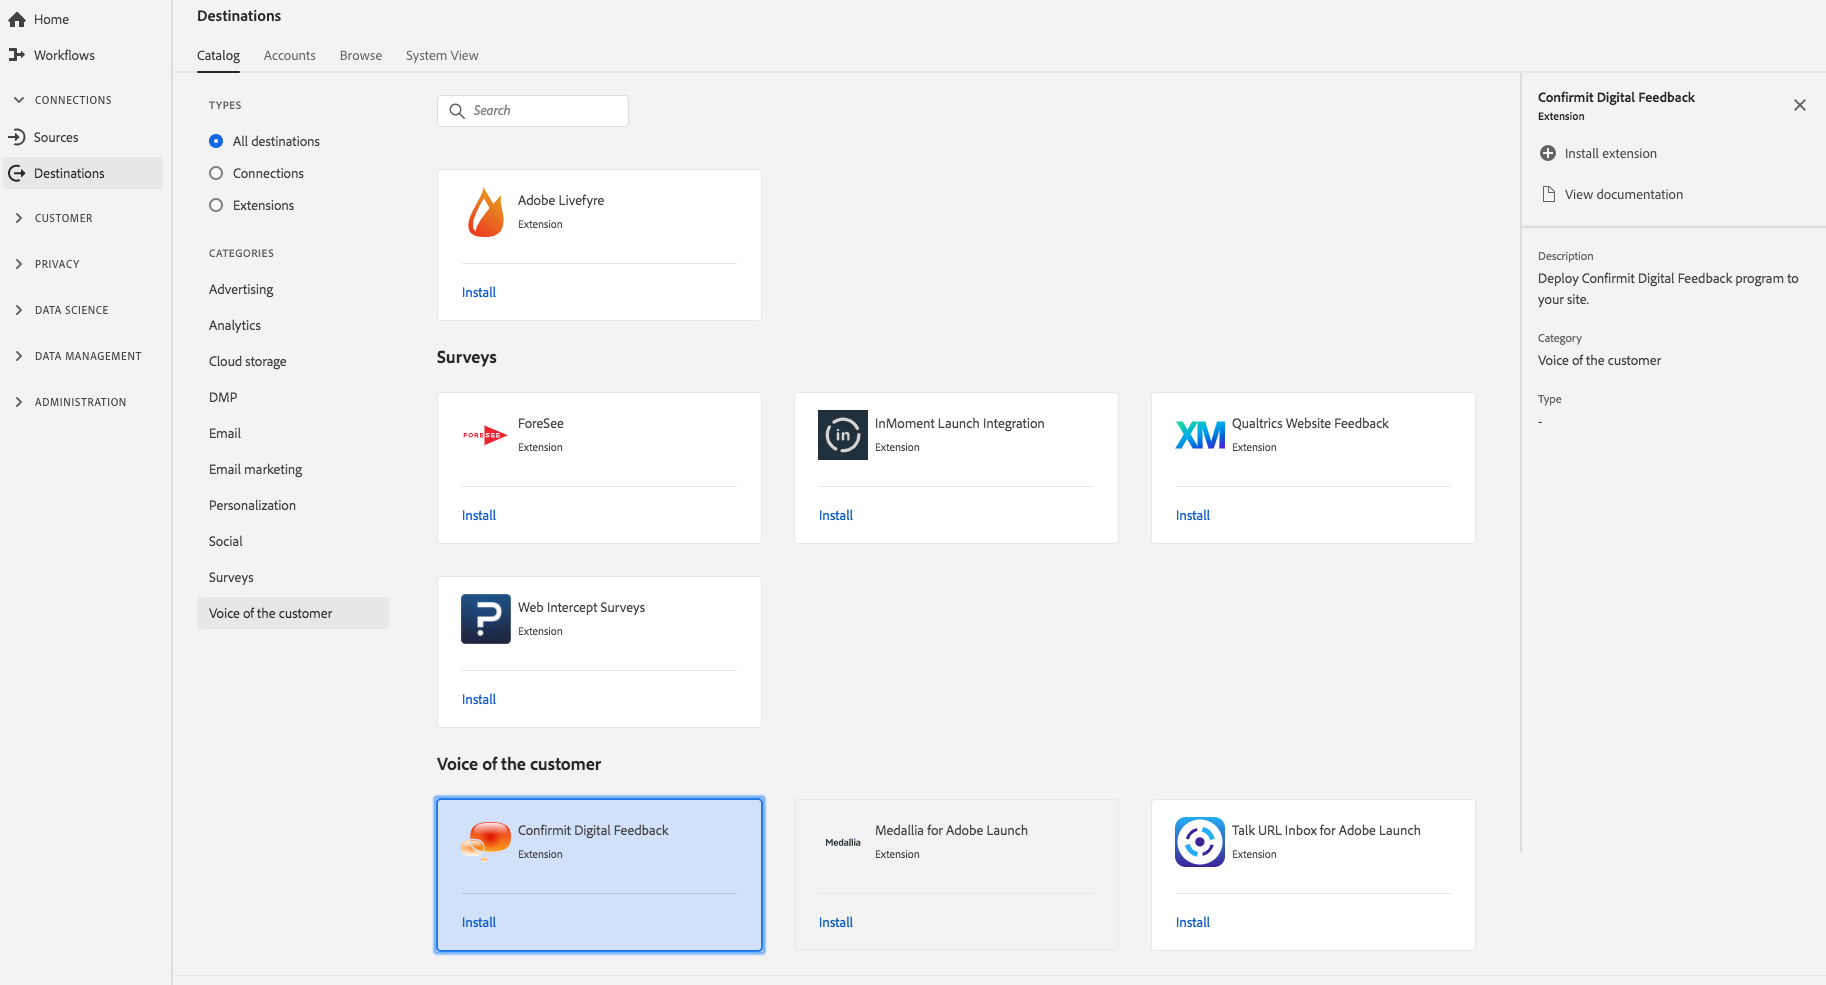 Home
Workflows
CONNECTIONS
Sources
Destinations
CUSTOMER
PRIVACY
DATA SCIENCE
DATA MANAGEMENT
ADMINISTRATION
Destinations
Catalog Accounts Browse System View
TYPES
All destinations
Connections
Extensions
CATEGORIES
Advertising
Analytics
Cloud storage
DMP
Email
Email marketing
Personalization
Social
Surveys
Voice of the customer
Search
Adobe Livefyre
Extension
Install
Surveys
FORESEE
ForeSee
Extension
Install
in
InMoment Launch Integration
Extension
Install
XM
Qualtrics Website Feedback
Extension
Install
?
Web Intercept Surveys
Extension
Install
Voice of the customer
Confirmit Digital Feedback
Extension
Install
Medallia
Medallia for Adobe Launch
Extension
Install
Talk URL Inbox for Adobe Launch
Extension
Install
Confirmit Digital Feedback
Extension
Install extension
View documentation
Description
Deploy Confirmit Digital Feedback program to
your site.
Category
Voice of the customer
Type
-